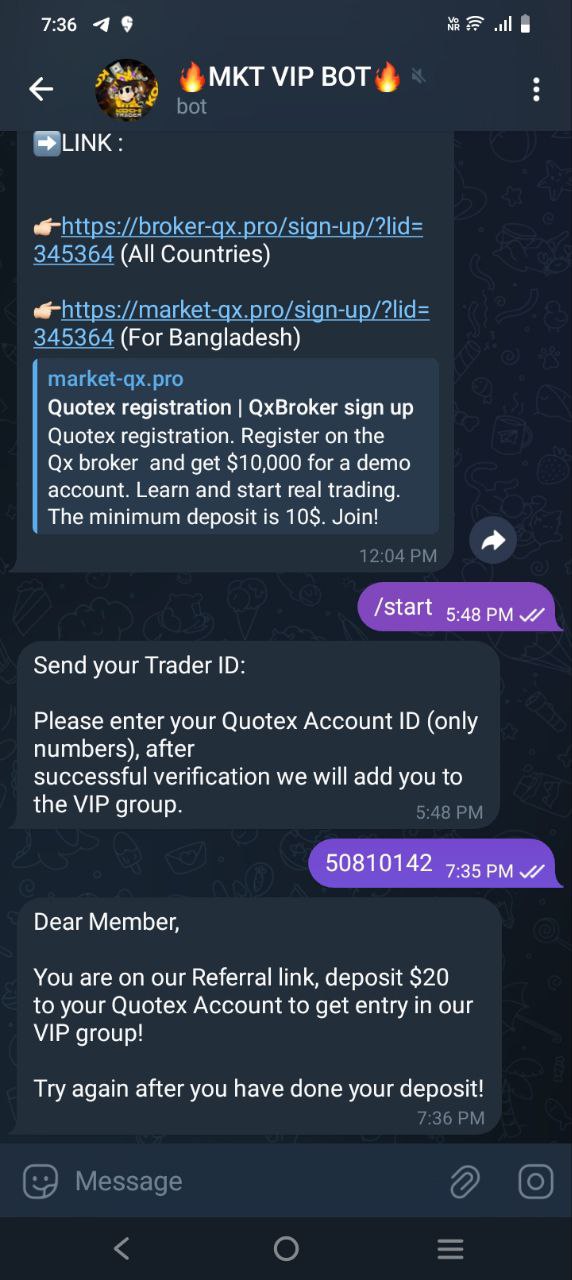 7:36
Vo
NR
🔥MKT VIP BOT🔥
bot
➡️LINK :
👉🏻https://broker-qx.pro/sign-up/?lid=
345364 (All Countries)
👉🏻https://market-qx.pro/sign-up/?lid=
345364 (For Bangladesh)
market-qx.pro
Quotex registration | QxBroker sign up
Quotex registration. Register on the
Qx broker  and get $10,000 for a demo
account. Learn and start real trading.
The minimum deposit is 10$. Join!
12:04 PM
/start 5:48 PM
Send your Trader ID:
Please enter your Quotex Account ID (only
numbers), after
successful verification we will add you to
the VIP group.
5:48 PM
50810142 7:35 PM
Dear Member,
You are on our Referral link, deposit $20
to your Quotex Account to get entry in our
VIP group!
Try again after you have done your deposit!
7:36 PM
Message